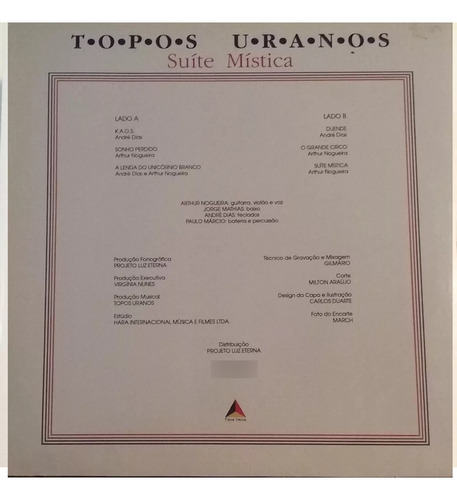 T•O•P•O•S U•R•A•N•O•S
Suíte Mística
LADO A
K.A.O.S.
André Dias
SONHO PERDIDO
Arthur Nogueira
A LENDA DO UNICÓRNIO BRANCO
André Dias e Arthur Nogueira
LADO B
DUENDE
André Dias
O GRANDE CIRCO
Arthur Nogueira
SUÍTE MÍSTICA
Arthur Nogueira
ARTHUR NOGUEIRA: guitarra, violão e voz
JORGE MATHIAS: baixo
ANDRÉ DIAS: teclados
PAULO MÁRCIO: bateria e percussão
Produção Fonográfica
PROJETO LUZ ETERNA
Produção Executiva
VIRGÍNIA NUNES
Produção Musical
TOPOS URANOS
Estúdio
HARA INTERNACIONAL MÚSICA E FILMES LTDA.
Técnico de Gravação e Mixagem
GILMÁRIO
Corte
MILTON ARAÚJO
Design da Capa e Ilustração
CARLOS DUARTE
Foto do Encarte
MARCH
Distribuição
PROJETO LUZ ETERNA